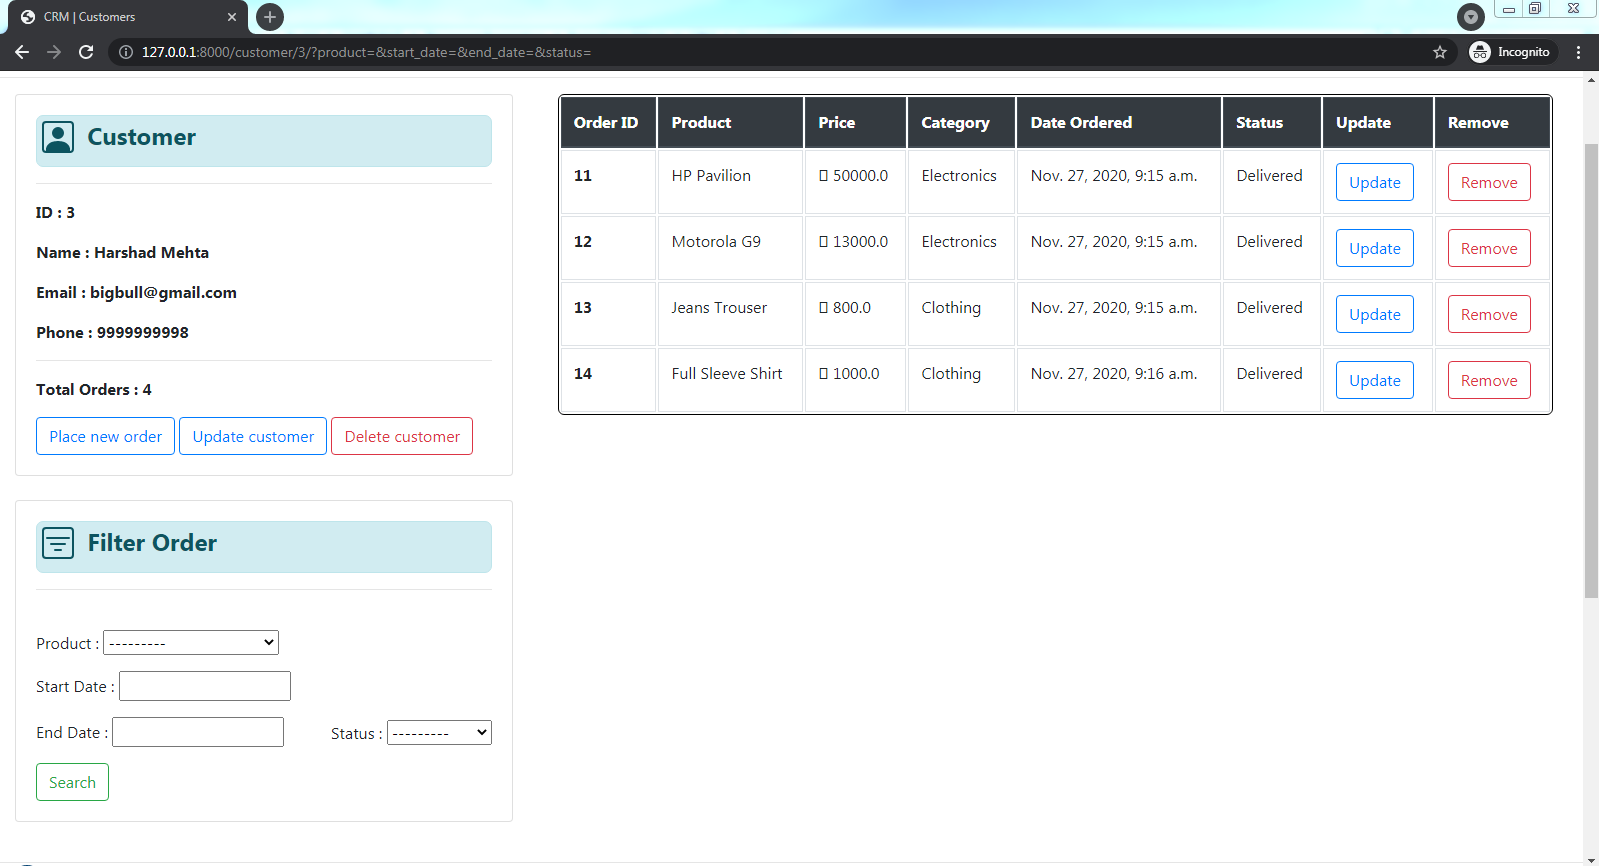 CRM | Customers
127.0.0.1:8000/customer/3/?product=&start_date=&end_date=&status=
Incognito
Customer
ID : 3
Name : Harshad Mehta
Email : bigbull@gmail.com
Phone : 9999999998
Total Orders : 4
Place new order Update customer Delete customer
Filter Order
Product : ---------
Start Date :
End Date : Status : ---------
Search
Order ID Product Price Category Date Ordered Status Update Remove
11 HP Pavilion 50000.0 Electronics Nov. 27, 2020, 9:15 a.m. Delivered Update Remove
12 Motorola G9 13000.0 Electronics Nov. 27, 2020, 9:15 a.m. Delivered Update Remove
13 Jeans Trouser 800.0 Clothing Nov. 27, 2020, 9:15 a.m. Delivered Update Remove
14 Full Sleeve Shirt 1000.0 Clothing Nov. 27, 2020, 9:16 a.m. Delivered Update Remove